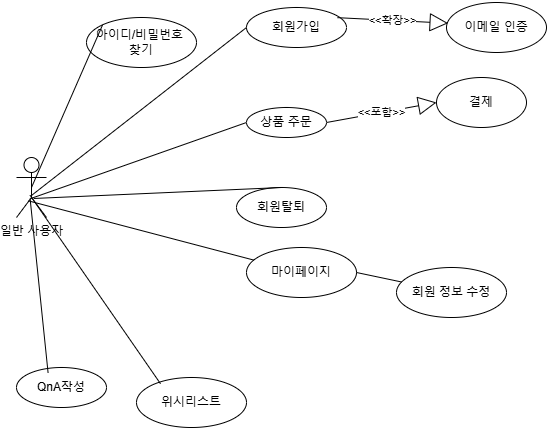 아이디/비밀번호
찾기
회원가입
<<확장>>
이메일 인증
상품 주문
<<포함>>
결제
일반 사용자
회원탈퇴
마이페이지
회원 정보 수정
QnA작성
위시리스트